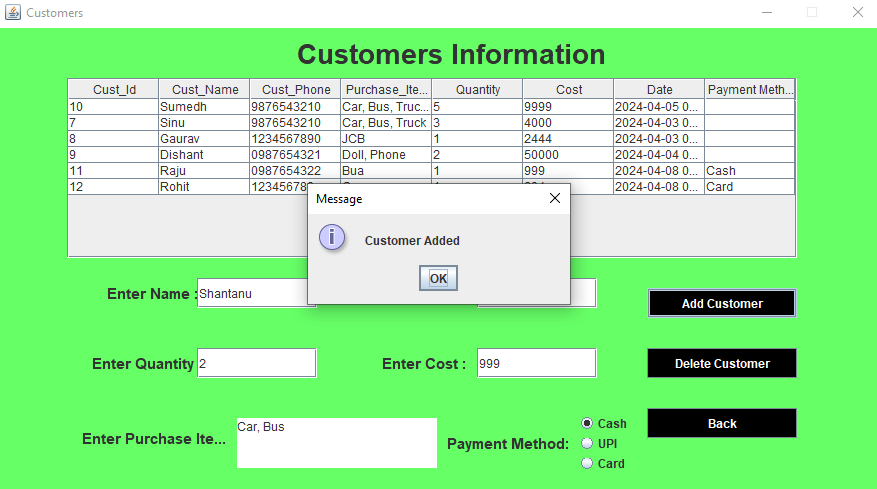 Customers
Customers Information
Cust_Id Cust_Name Cust_Phone Purchase_Ite... Quantity Cost Date Payment Meth...
10 Sumedh 9876543210 Car, Bus, Truc... 5 9999 2024-04-05 0...
7 Sinu 9876543210 Car, Bus, Truck 3 4000 2024-04-03 0...
8 Gaurav 1234567890 JCB 1 2444 2024-04-03 0...
9 Dishant 0987654321 Doll, Phone 2 50000 2024-04-04 0...
11 Raju 0987654322 Bua 1 999 2024-04-08 0... Cash
12 Rohit 2024-04-08 0... Card
Message
Customer Added
OK
Enter Name : Shantanu
Add Customer
Enter Quantity 2 Enter Cost : 999 Delete Customer
Enter Purchase Ite... Car, Bus
Payment Method:
Cash
UPI
Card
Back